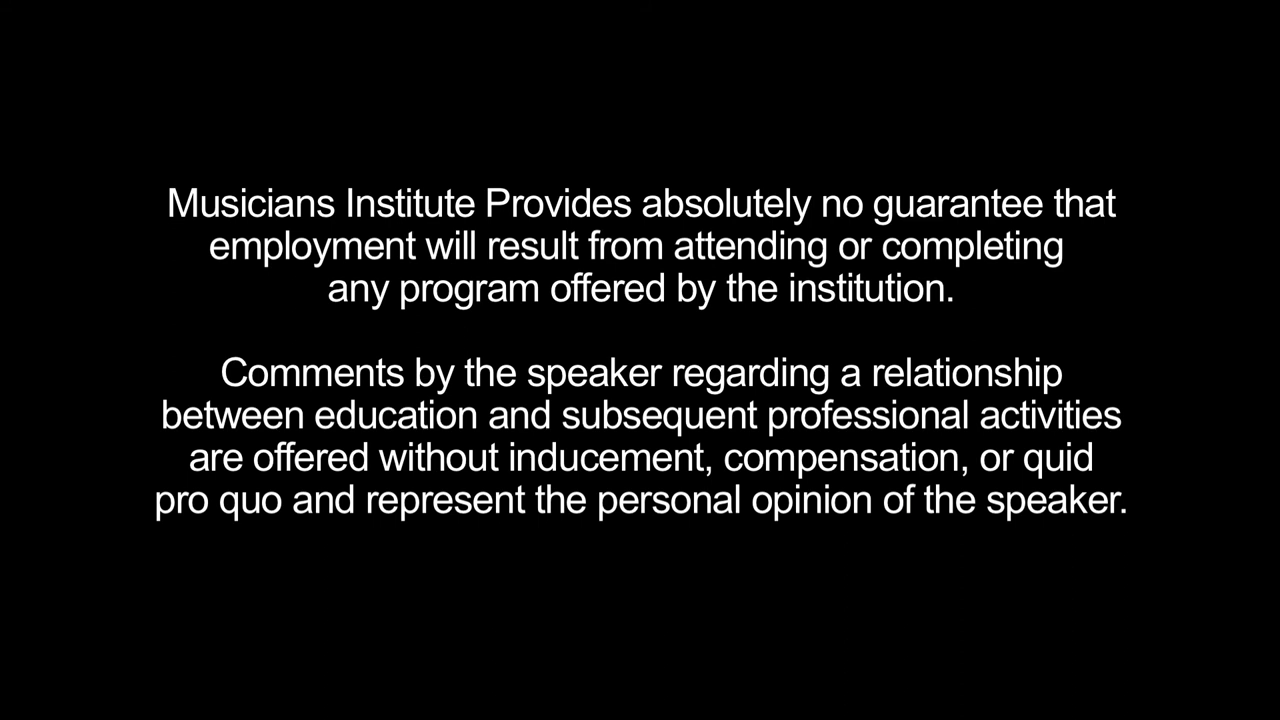 Musicians Institute Provides absolutely no guarantee that
employment will result from attending or completing
any program offered by the institution.
Comments by the speaker regarding a relationship
between education and subsequent professional activities
are offered without inducement, compensation, or quid
pro quo and represent the personal opinion of the speaker.